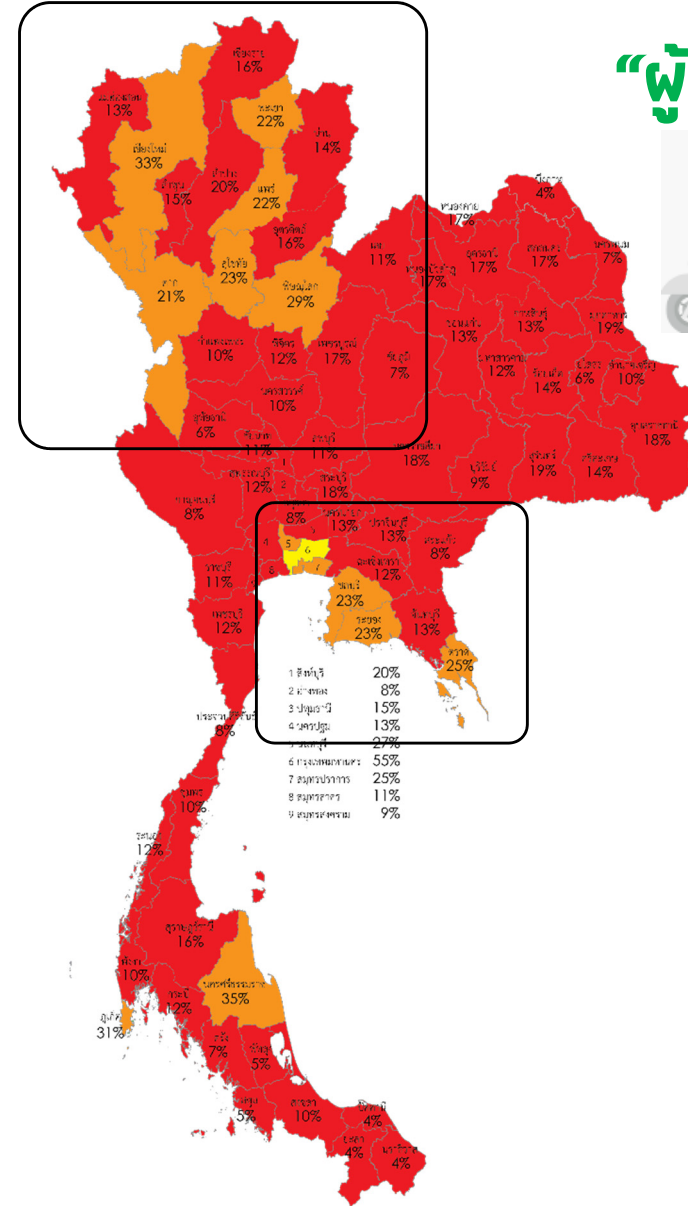 “ผู้
เชียงราย
16%
แม่ฮ่องสอน
13%
พะเยา
22%
น่าน
14%
เชียงใหม่
33%
ลำปาง
20%
ลำพูน
15%
แพร่
22%
อุตรดิตถ์
16%
สุโขทัย
23%
ตาก
21%
พิษณุโลก
29%
กำแพงเพชร
10%
พิจิตร
12%
เพชรบูรณ์
17%
นครสวรรค์
10%
อุทัยธานี
6%
ชัยภูมิ
7%
เลย
11%
หนองบัวลำภู
17%
หนองคาย
17%
บึงกาฬ
4%
อุดรธานี
17%
สกลนคร
17%
นครพนม
7%
ขอนแก่น
13%
กาฬสินธุ์
13%
มุกดาหาร
19%
มหาสารคาม
12%
ร้อยเอ็ด
14%
ยโสธร
6%
อำนาจเจริญ
10%
อุบลราชธานี
18%
นครราชสีมา
18%
บุรีรัมย์
9%
สุรินทร์
19%
ศรีสะเกษ
14%
ชัยนาท
11%
ลพบุรี
11%
1
สุพรรณบุรี
12%
2
สระบุรี
18%
กาญจนบุรี
8%
8%
นครนายก
13%
ปราจีนบุรี
13%
สระแก้ว
8%
3
4
5
6
7
8
ฉะเชิงเทรา
12%
ราชบุรี
11%
ชลบุรี
23%
ระยอง
23%
จันทบุรี
13%
ตราด
25%
เพชรบุรี
12%
ประจวบคีรีขันธ์
8%
1 สิงห์บุรี 20%
2 อ่างทอง 8%
3 ปทุมธานี 15%
4 นครปฐม 13%
5 นนทบุรี 27%
6 กรุงเทพมหานคร 55%
7 สมุทรปราการ 25%
8 สมุทรสาคร 11%
9 สมุทรสงคราม 9%
ชุมพร
10%
ระนอง
12%
สุราษฎร์ธานี
16%
พังงา
10%
นครศรีธรรมราช
35%
กระบี่
12%
ภูเก็ต
31%
ตรัง
7%
พัทลุง
5%
สตูล
5%
สงขลา
10%
ปัตตานี
4%
ยะลา
4%
นราธิวาส
4%